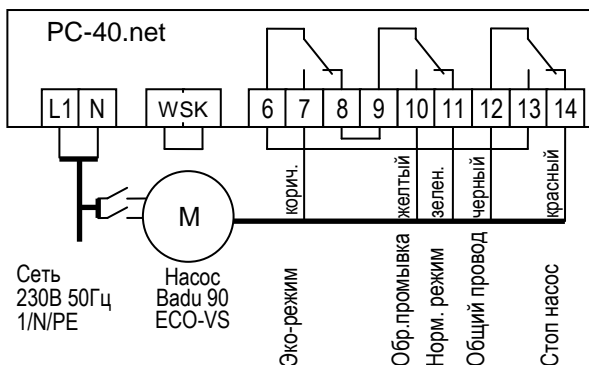 PC-40.net
L1 N WSK 6 7 8 9 10 11 12 13 14
корич.
желтый
зелен.
черный
красный
M
Сеть
230В 50Гц
1/N/PE
Насос
Badu 90
ECO-VS
Эко-режим
Обр.промывка
Норм. режим
Общий провод
Стоп насос